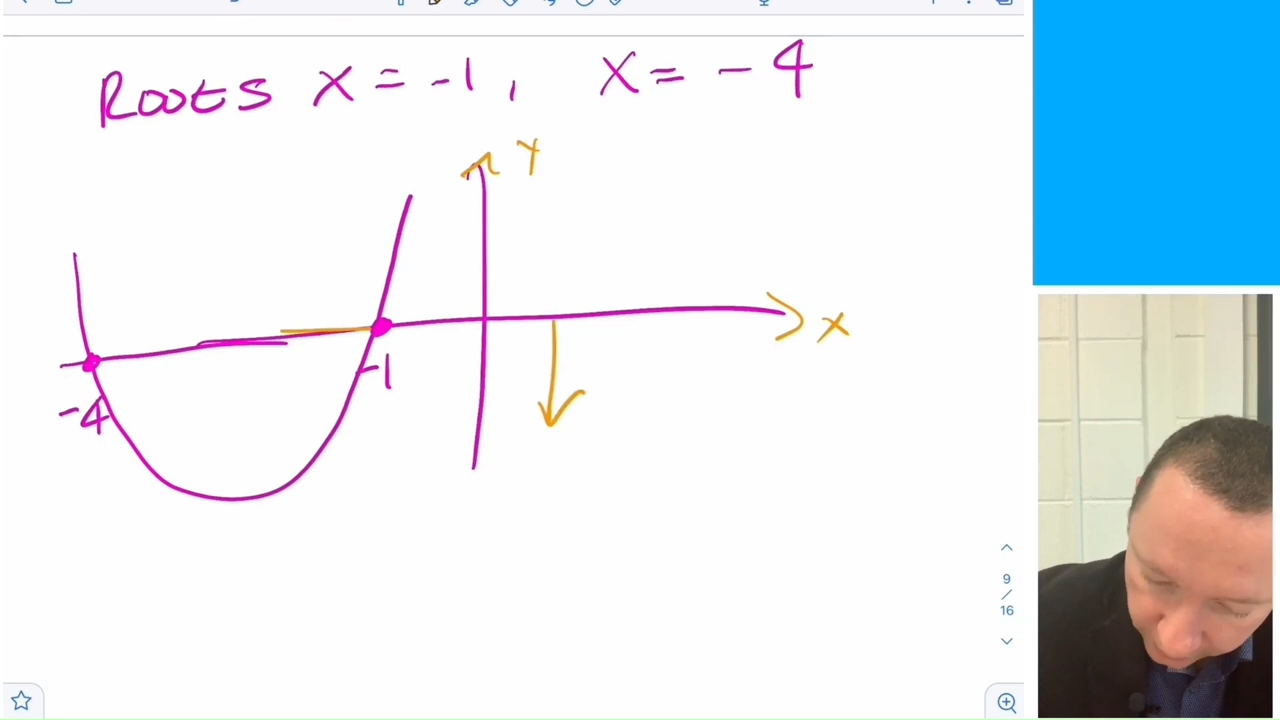 Roots x = -1, x = -4
Y
x
-1
-4
9
/
16